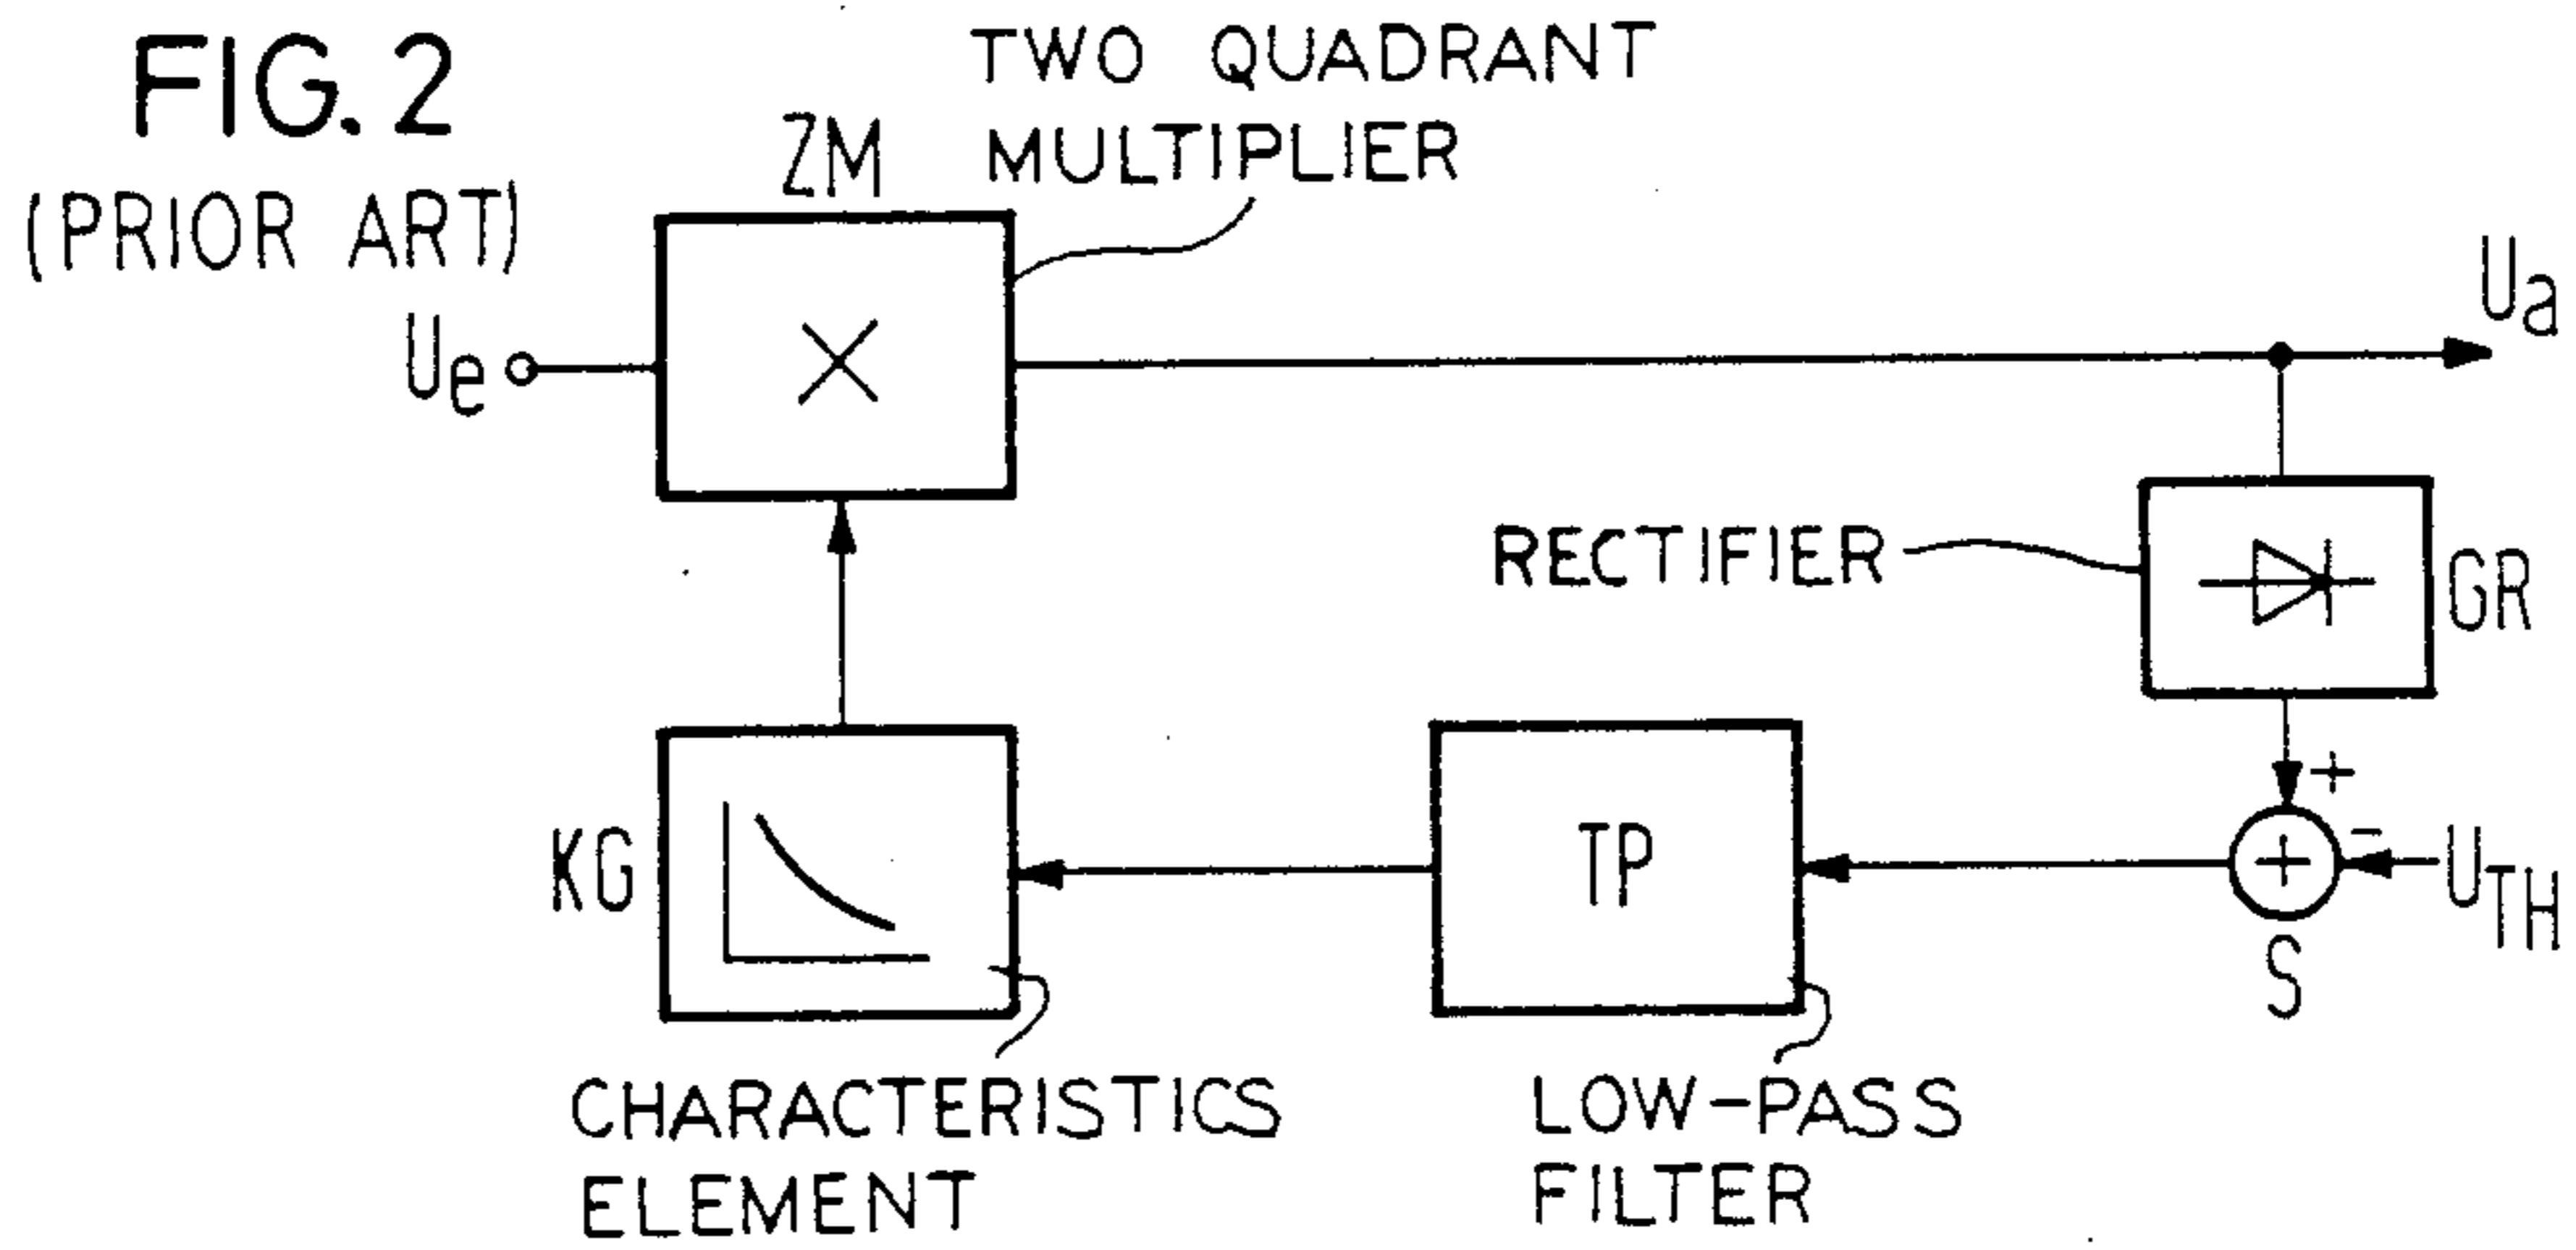 FIG. 2
(PRIOR ART)
TWO QUADRANT
MULTIPLIER
ZM
Ue
Ua
RECTIFIER
GR
+
-
UTH
S
TP
KG
CHARACTERISTICS
ELEMENT
LOW-PASS
FILTER